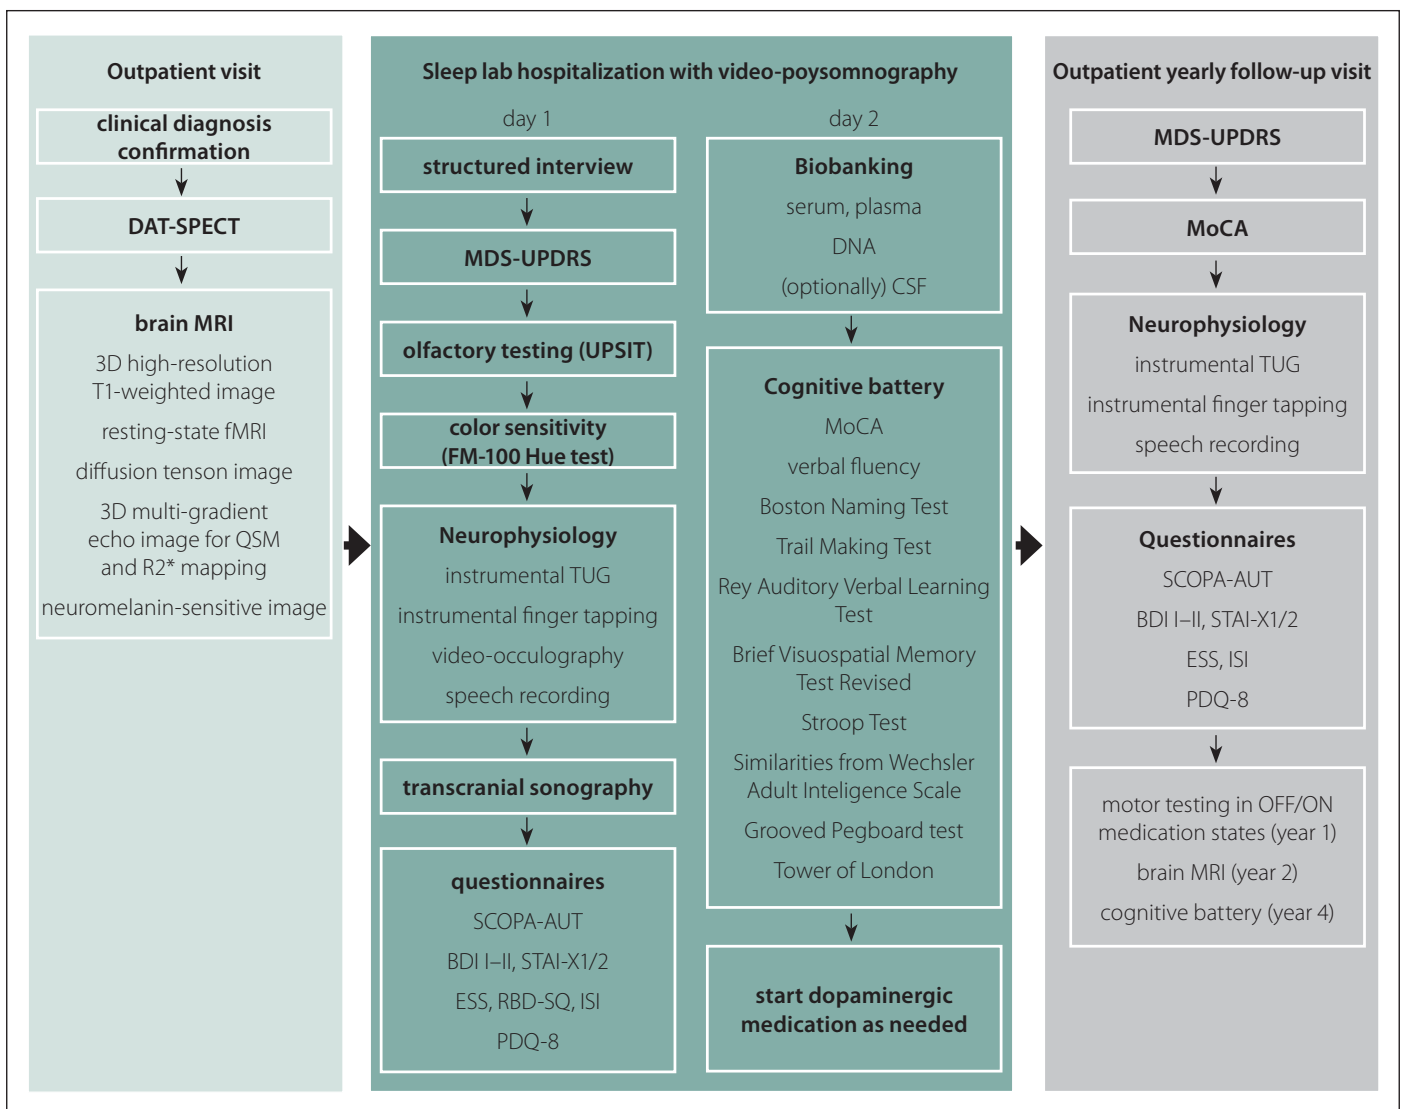 Outpatient visit
clinical diagnosis
confirmation
DAT-SPECT
brain MRI
3D high-resolution
T1-weighted image
resting-state fMRI
diffusion tenson image
3D multi-gradient
echo image for QSM
and R2* mapping
neuromelanin-sensitive image
Sleep lab hospitalization with video-poysomnography
day 1
structured interview
MDS-UPDRS
olfactory testing (UPSIT)
color sensitivity
(FM-100 Hue test)
Neurophysiology
instrumental TUG
instrumental finger tapping
video-occulography
speech recording
transcranial sonography
questionnaires
SCOPA-AUT
BDI I–II, STAI-X1/2
ESS, RBD-SQ, ISI
PDQ-8
day 2
Biobanking
serum, plasma
DNA
(optionally) CSF
Cognitive battery
MoCA
verbal fluency
Boston Naming Test
Trail Making Test
Rey Auditory Verbal Learning
Test
Brief Visuospatial Memory
Test Revised
Stroop Test
Similarities from Wechsler
Adult Inteligence Scale
Grooved Pegboard test
Tower of London
start dopaminergic
medication as needed
Outpatient yearly follow-up visit
MDS-UPDRS
MoCA
Neurophysiology
instrumental TUG
instrumental finger tapping
speech recording
Questionnaires
SCOPA-AUT
BDI I–II, STAI-X1/2
ESS, ISI
PDQ-8
motor testing in OFF/ON
medication states (year 1)
brain MRI (year 2)
cognitive battery (year 4)